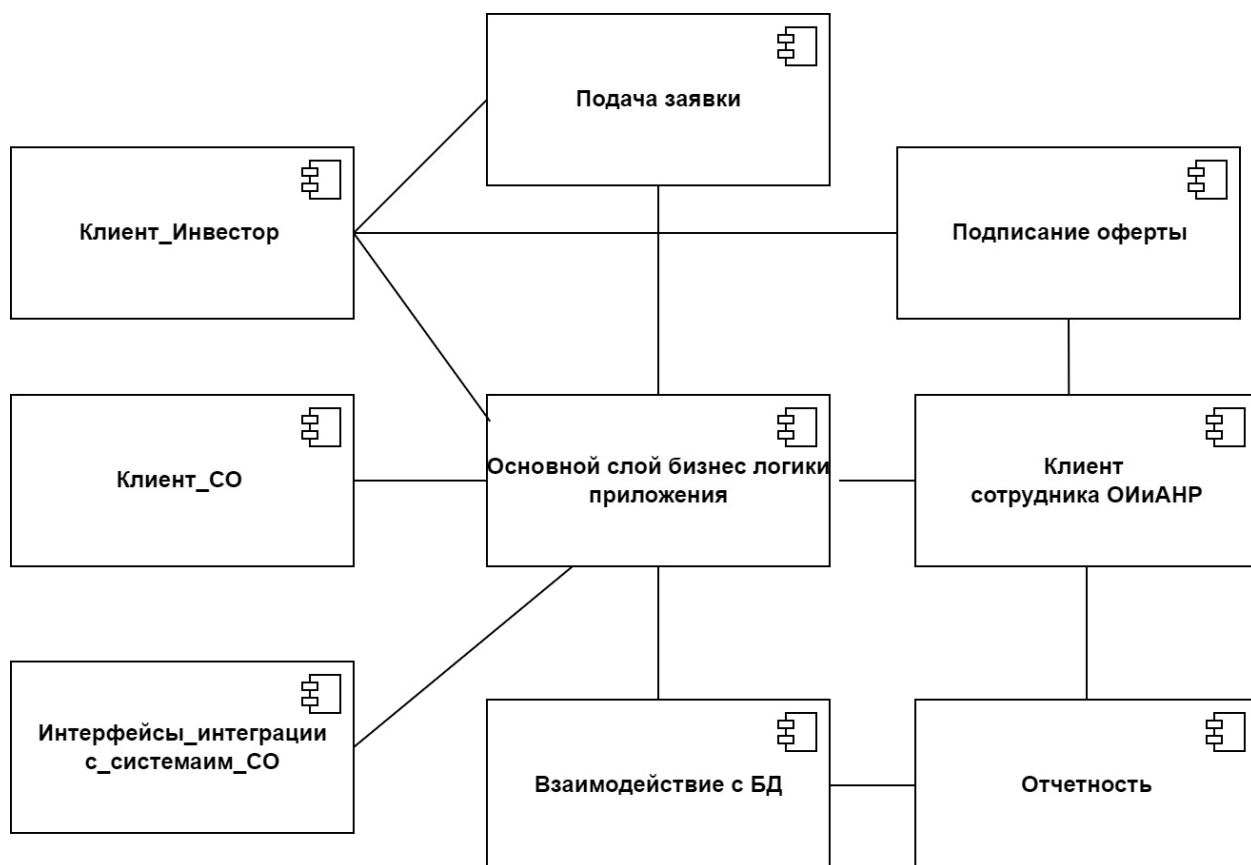 Подача заявки
Клиент_Инвестор
Подписание оферты
Клиент_СО
Основной слой бизнес логики
приложения
Клиент
сотрудника ОИиАНР
Интерфейсы_интеграции
с_системаим_СО
Взаимодействие с БД
Отчетность